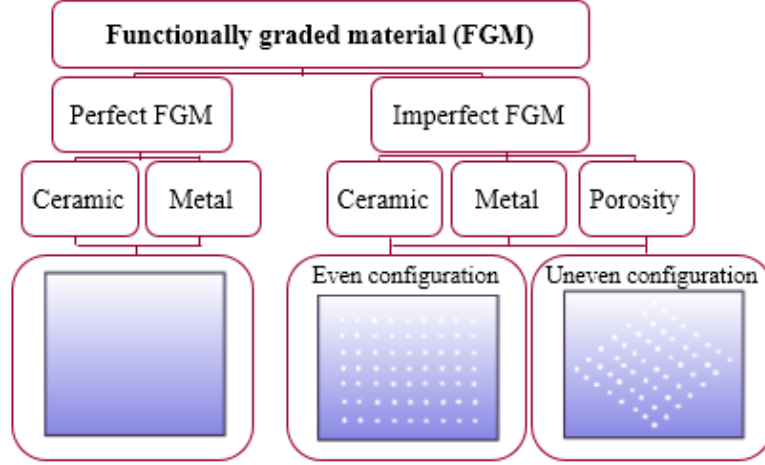 Functionally graded material (FGM)
Perfect FGM
Imperfect FGM
Ceramic
Metal
Ceramic
Metal
Porosity
Even configuration
Uneven configuration